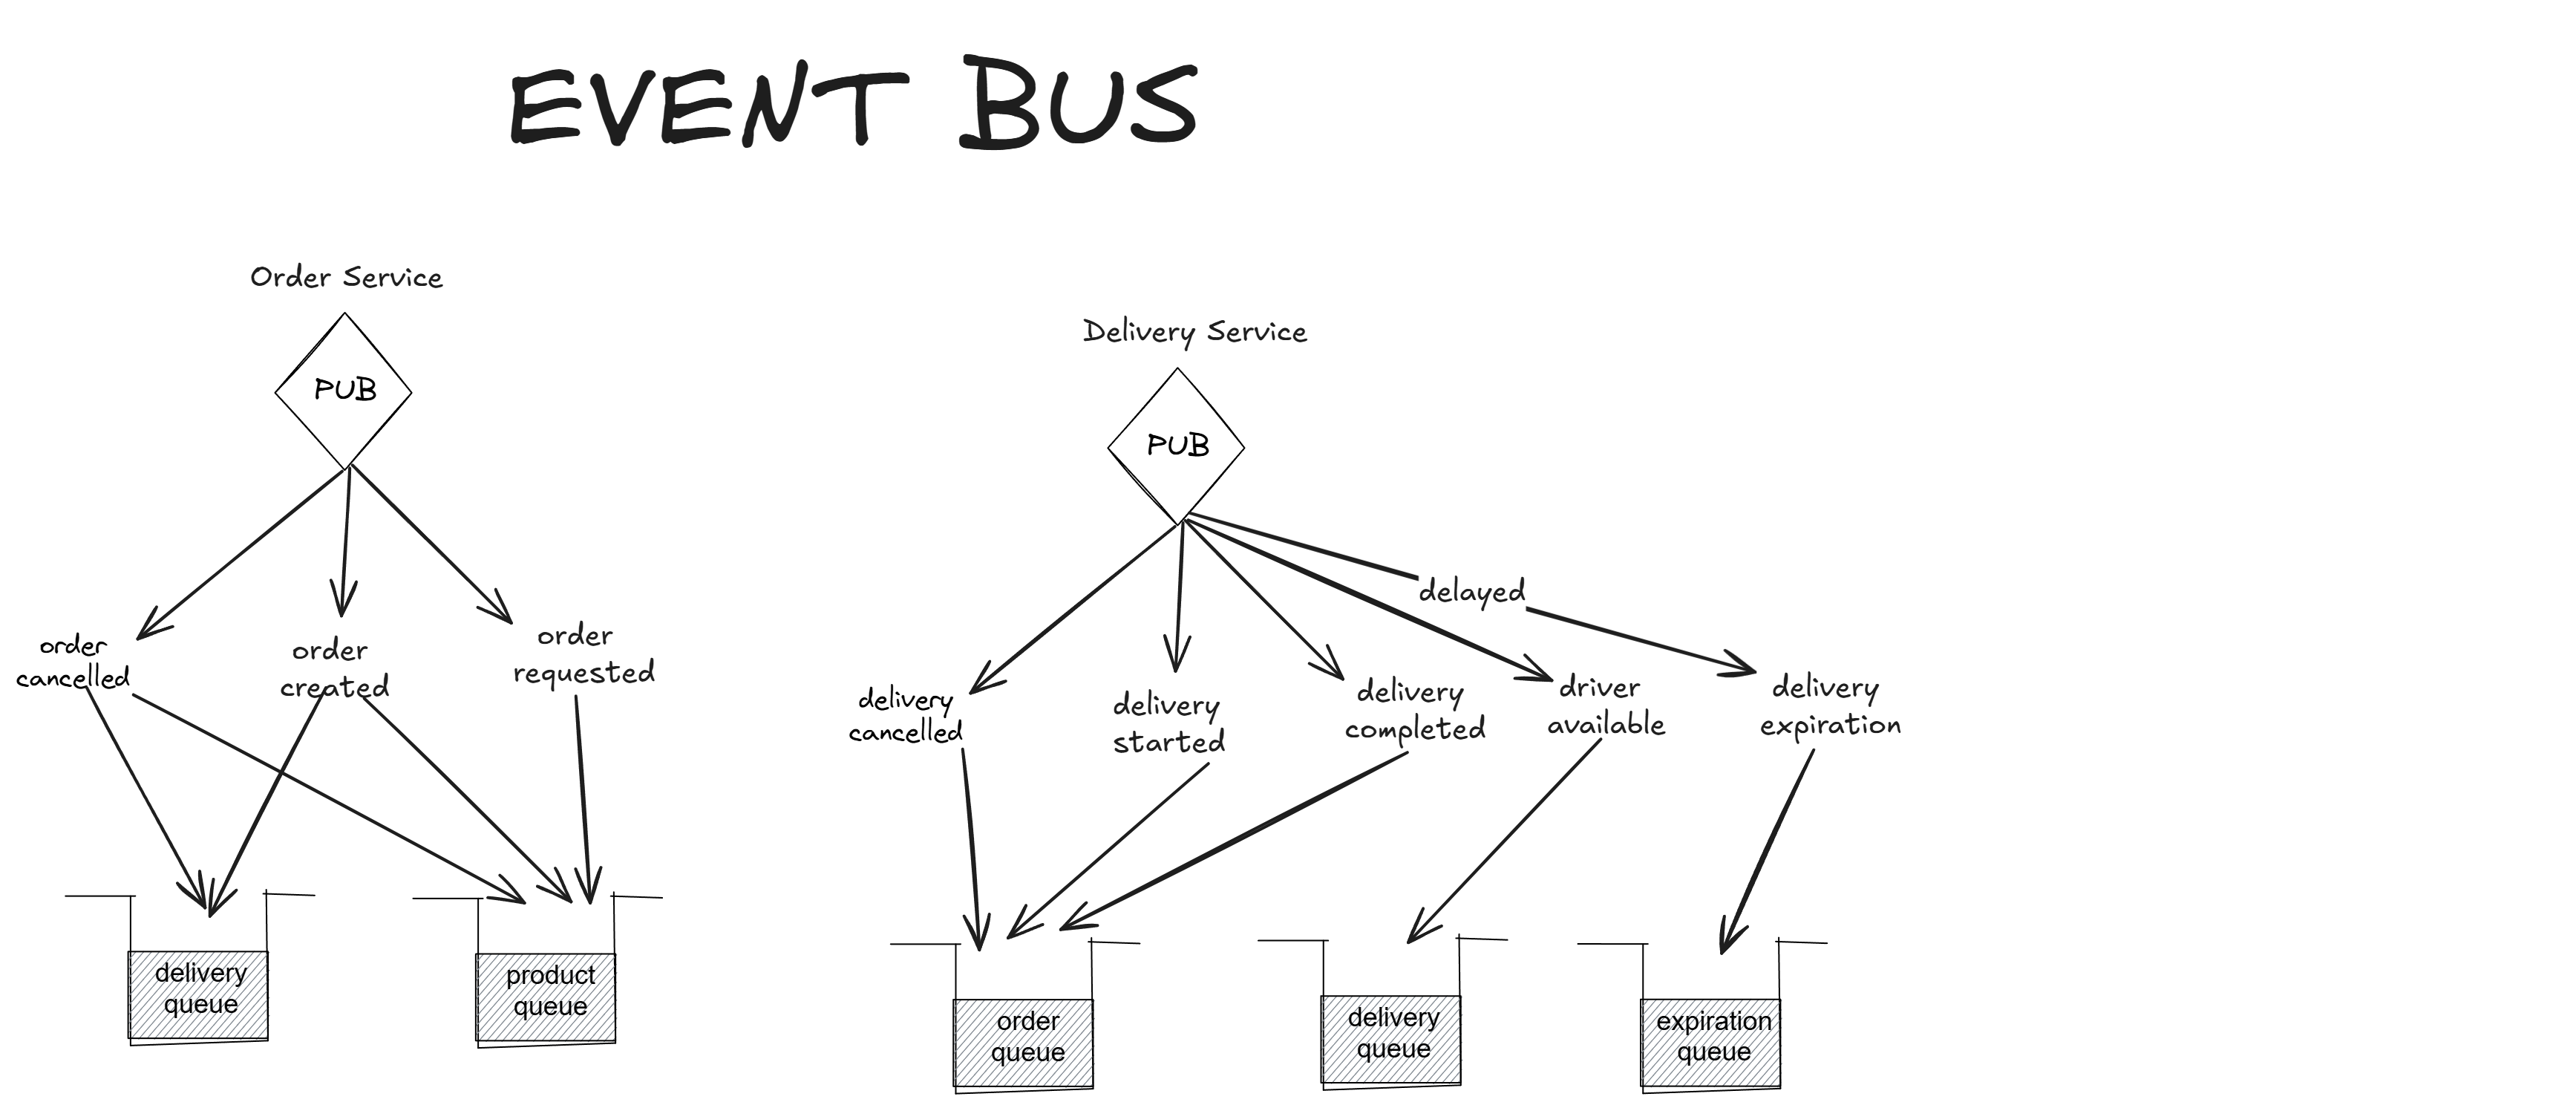 EVENT BUS
Order Service
PUB
order
cancelled
order
created
order
requested
delivery
queue
product
queue
Delivery Service
PUB
delayed
delivery
cancelled
delivery
started
delivery
completed
driver
available
delivery
expiration
order
queue
delivery
queue
expiration
queue